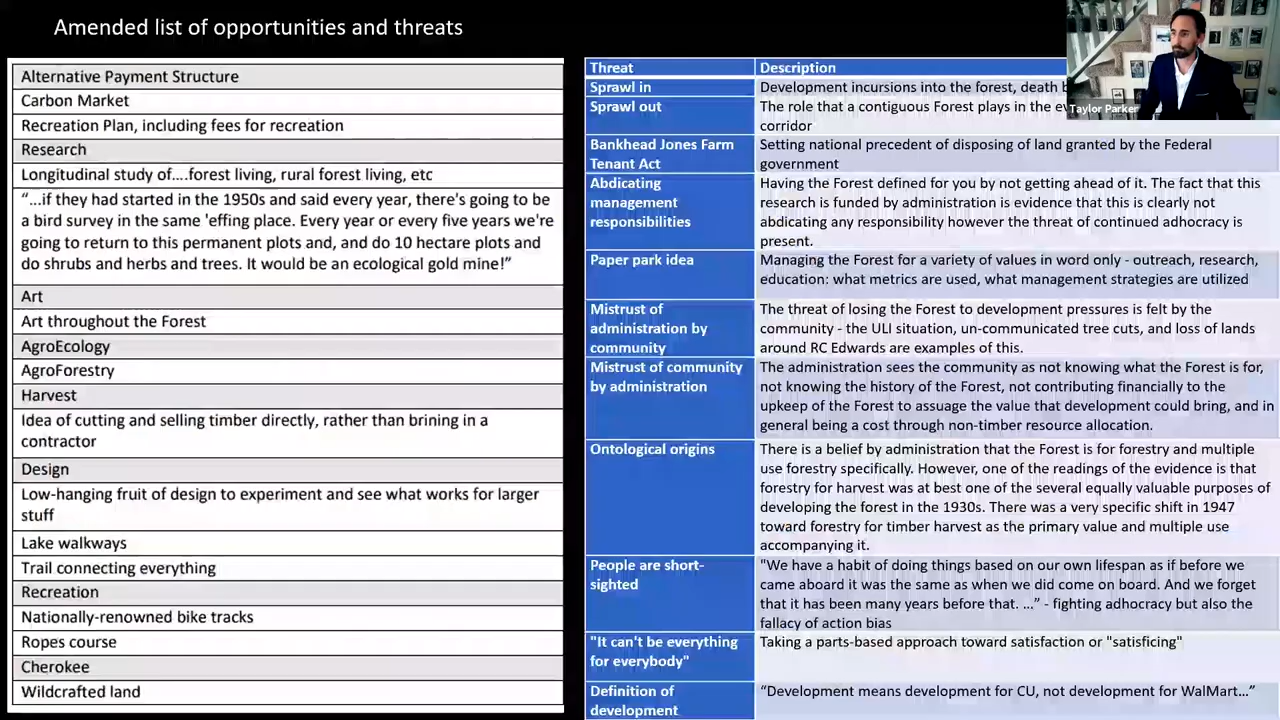 Amended list of opportunities and threats
Alternative Payment Structure
Carbon Market
Recreation Plan, including fees for recreation
Research
Longitudinal study of....forest living, rural forest living, etc
“...if they had started in the 1950s and said every year, there's going to be
a bird survey in the same 'effing place. Every year or every five years we're
going to return to this permanent plots and, and do 10 hectare plots and
do shrubs and herbs and trees. It would be an ecological gold mine!”
Art
Art throughout the Forest
AgroEcology
AgroForestry
Harvest
Idea of cutting and selling timber directly, rather than brining in a
contractor
Design
Low-hanging fruit of design to experiment and see what works for larger
stuff
Lake walkways
Trail connecting everything
Recreation
Nationally-renowned bike tracks
Ropes course
Cherokee
Wildcrafted land
Threat
Description
Sprawl in
Development incursions into the forest, death
Sprawl out
The role that a contiguous Forest plays in the
corridor
Bankhead Jones Farm
Tenant Act
Setting national precedent of disposing of land granted by the Federal
government
Abdicating
management
responsibilities
Having the Forest defined for you by not getting ahead of it. The fact that this
research is funded by administration is evidence that this is clearly not
abdicating any responsibility however the threat of continued adhocracy is
present.
Paper park idea
Managing the Forest for a variety of values in word only - outreach, research,
education: what metrics are used, what management strategies are utilized
Mistrust of
administration by
community
The threat of losing the Forest to development pressures is felt by the
community - the ULI situation, un-communicated tree cuts, and loss of lands
around RC Edwards are examples of this.
Mistrust of community
by administration
The administration sees the community as not knowing what the Forest is for,
not knowing the history of the Forest, not contributing financially to the
upkeep of the Forest to assuage the value that development could bring, and in
general being a cost through non-timber resource allocation.
Ontological origins
There is a belief by administration that the Forest is for forestry and multiple
use forestry specifically. However, one of the readings of the evidence is that
forestry for harvest was at best one of the several equally valuable purposes of
developing the forest in the 1930s. There was a very specific shift in 1947
toward forestry for timber harvest as the primary value and multiple use
accompanying it.
People are short-
sighted
"We have a habit of doing things based on our own lifespan as if before we
came aboard it was the same as when we did come on board. And we forget
that it has been many years before that. ...” - fighting adhocracy but also the
fallacy of action bias
"It can't be everything
for everybody"
Taking a parts-based approach toward satisfaction or "satisficing"
Definition of
development
“Development means development for CU, not development for WalMart...”
Taylor Parker